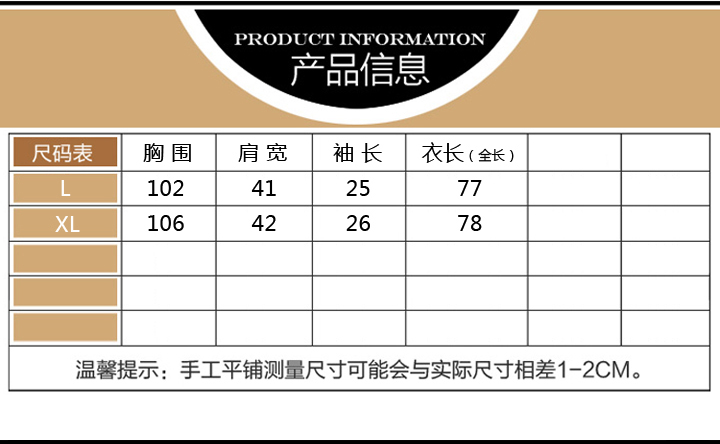 PRODUCT INFORMATION
产品信息
尺码表 胸围 肩宽 袖长 衣长(全长)
L 102 41 25 77
XL 106 42 26 78
温馨提示:手工平铺测量尺寸可能会与实际尺寸相差1-2CM。